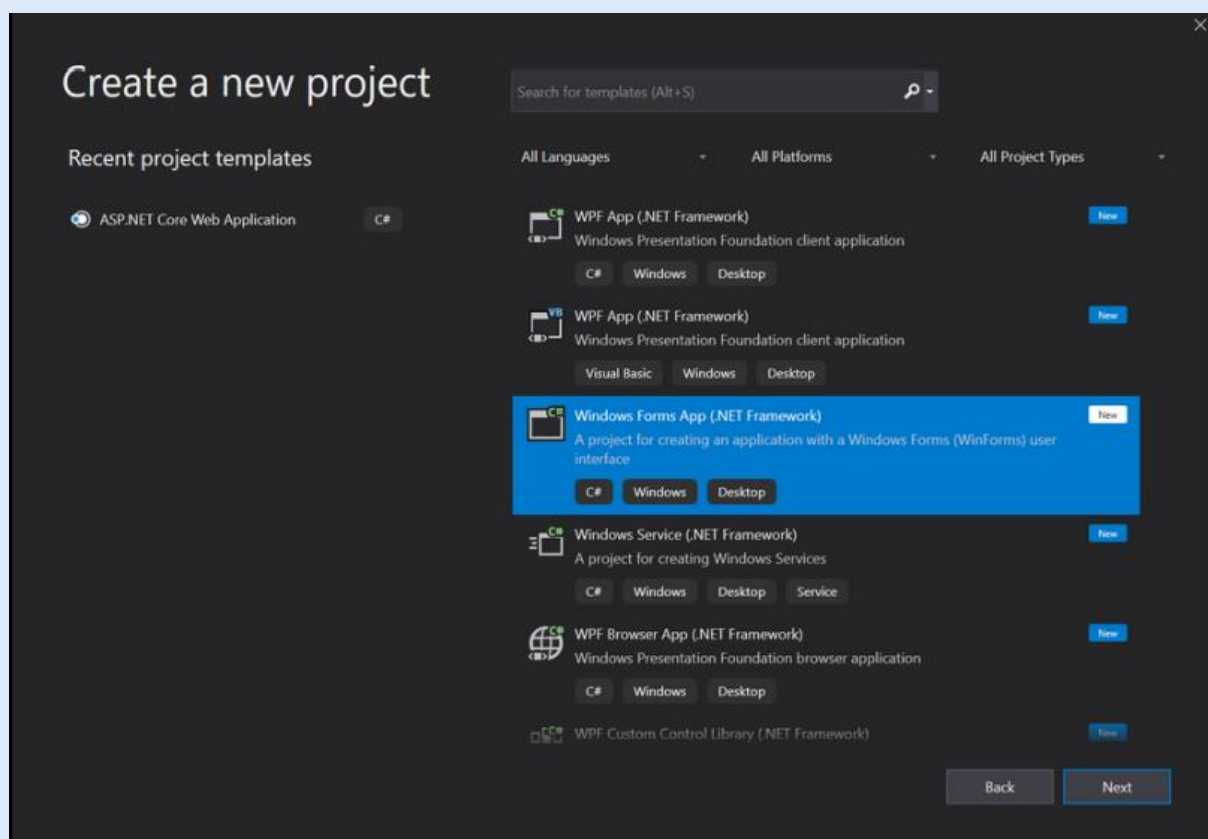 Create a new project
Search for templates (Alt+S)
Recent project templates
All Languages
All Platforms
All Project Types
ASP.NET Core Web Application
C#
C#
WPF App (.NET Framework)
New
Windows Presentation Foundation client application
C#
Windows
Desktop
VB
WPF App (.NET Framework)
New
Windows Presentation Foundation client application
Visual Basic
Windows
Desktop
C#
Windows Forms App (.NET Framework)
New
A project for creating an application with a Windows Forms (WinForms) user
interface
C#
Windows
Desktop
C#
Windows Service (.NET Framework)
New
A project for creating Windows Services
C#
Windows
Desktop
Service
C#
WPF Browser App (.NET Framework)
New
Windows Presentation Foundation browser application
C#
Windows
Desktop
C#
WPF Custom Control Library (.NET Framework)
New
Back
Next